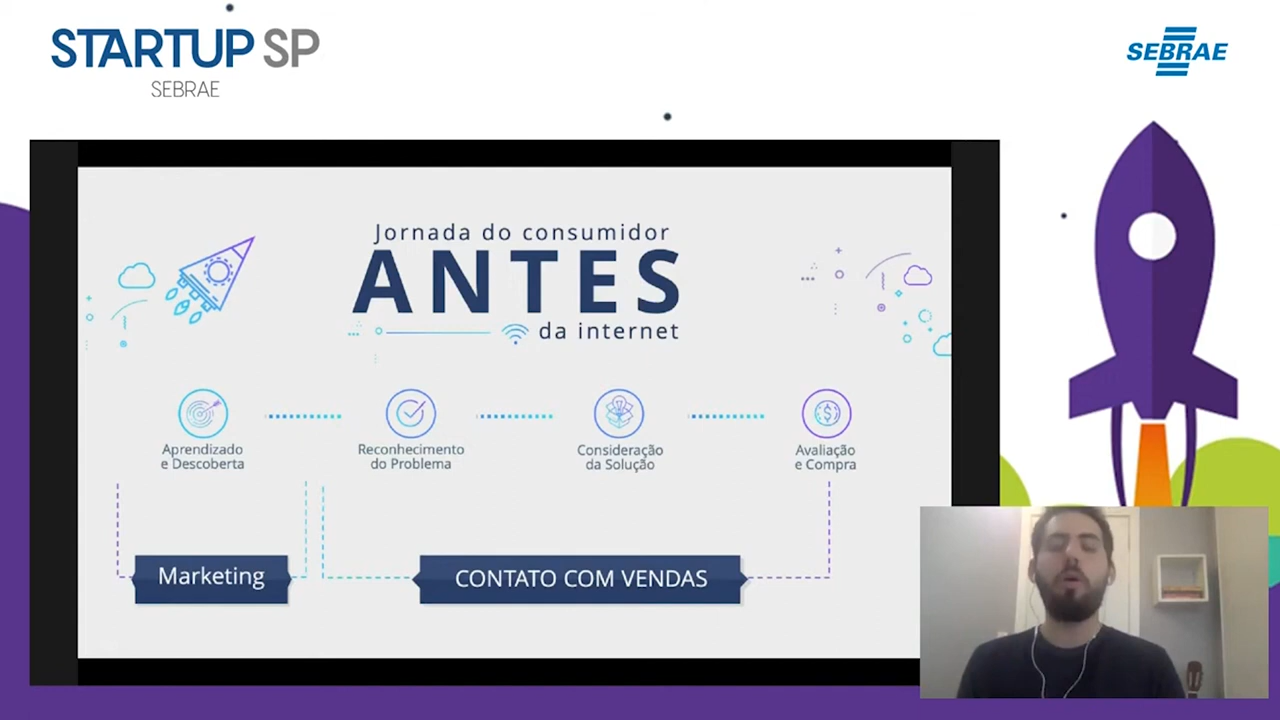 STARTUP SP
SEBRAE
SEBRAE
Jornada do consumidor
ANTES
da internet
Aprendizado
e Descoberta
Reconhecimento
do Problema
Consideração
da Solução
Avaliação
e Compra
Marketing
CONTATO COM VENDAS